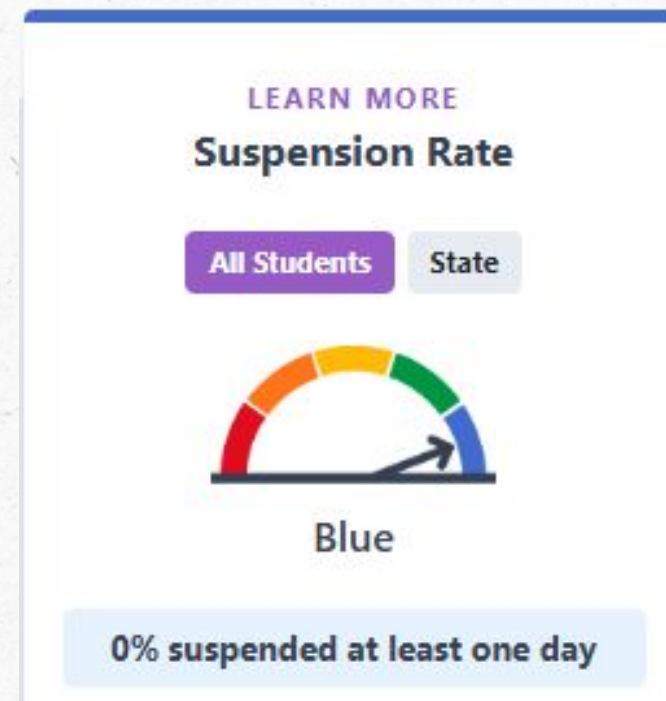 LEARN MORE
Suspension Rate
All Students State
Blue
0% suspended at least one day